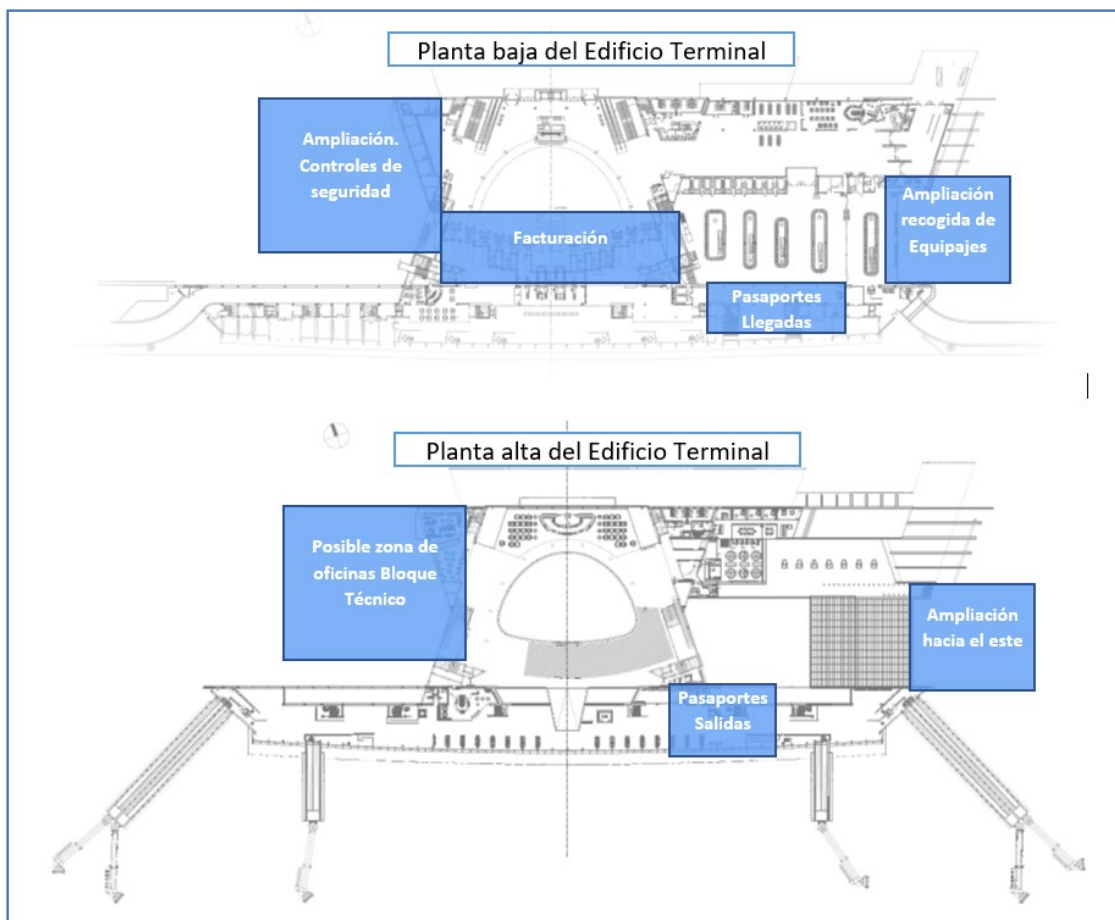 Planta baja del Edificio Terminal
Ampliación.
Controles de
seguridad
Ampliación
recogida de
Equipajes
Facturación
Pasaportes
Llegadas
Planta alta del Edificio Terminal
Posible zona de
oficinas Bloque
Técnico
Ampliación
hacia el este
Pasaportes
Salidas